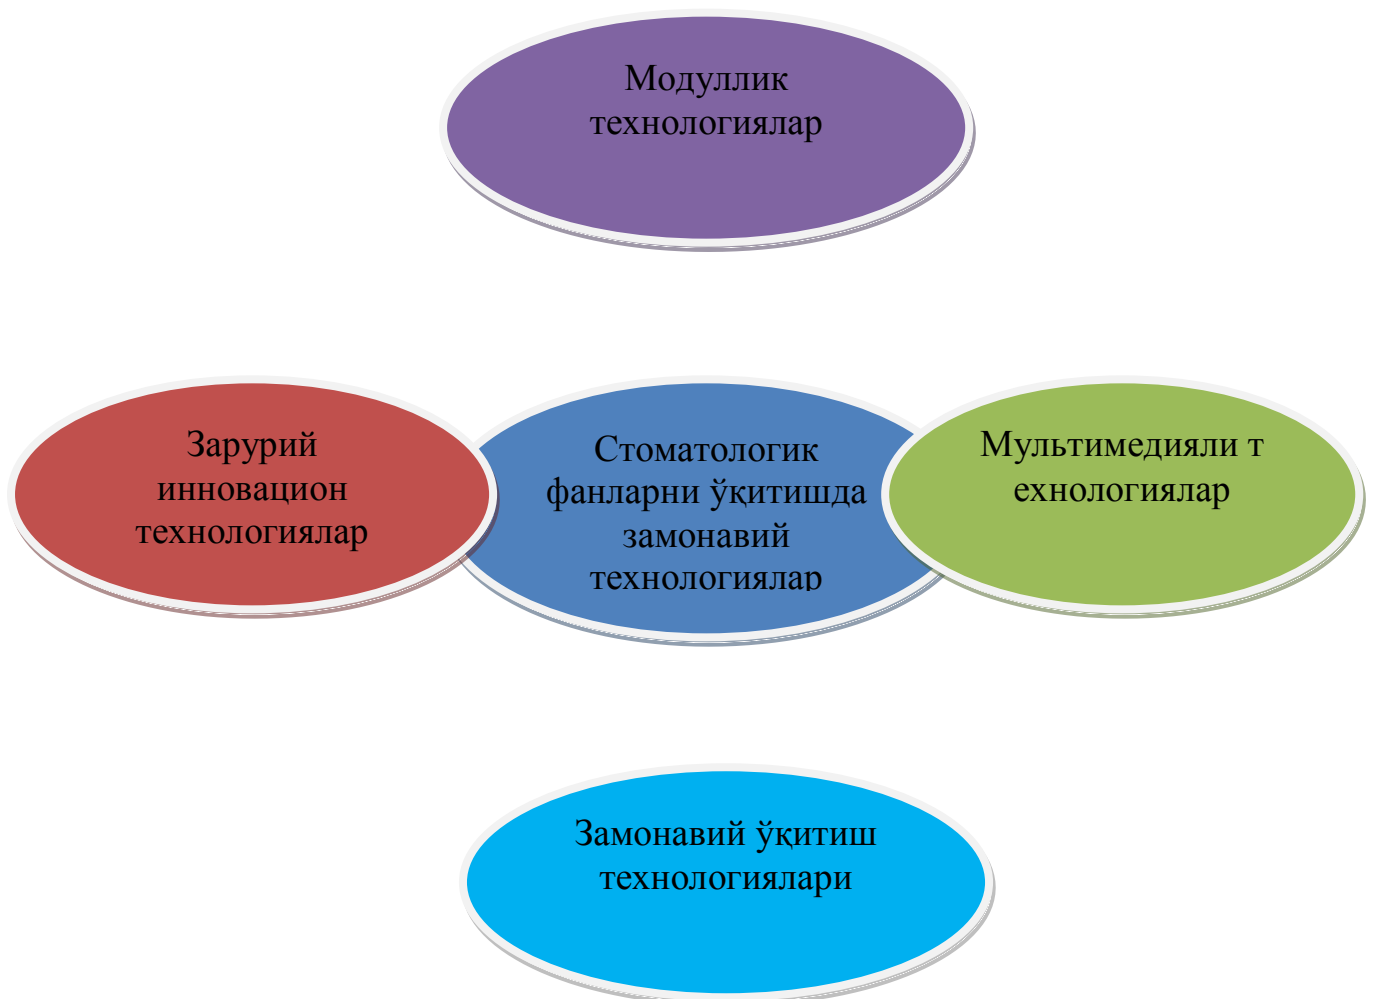 Модуллик
технологиялар
Зарурий
инновацион
технологиялар
Стоматологик
фанларни ўқитишда
замонавий
технологиялар
Мультимедияли т
ехнологиялар
Замонавий ўқитиш
технологиялари